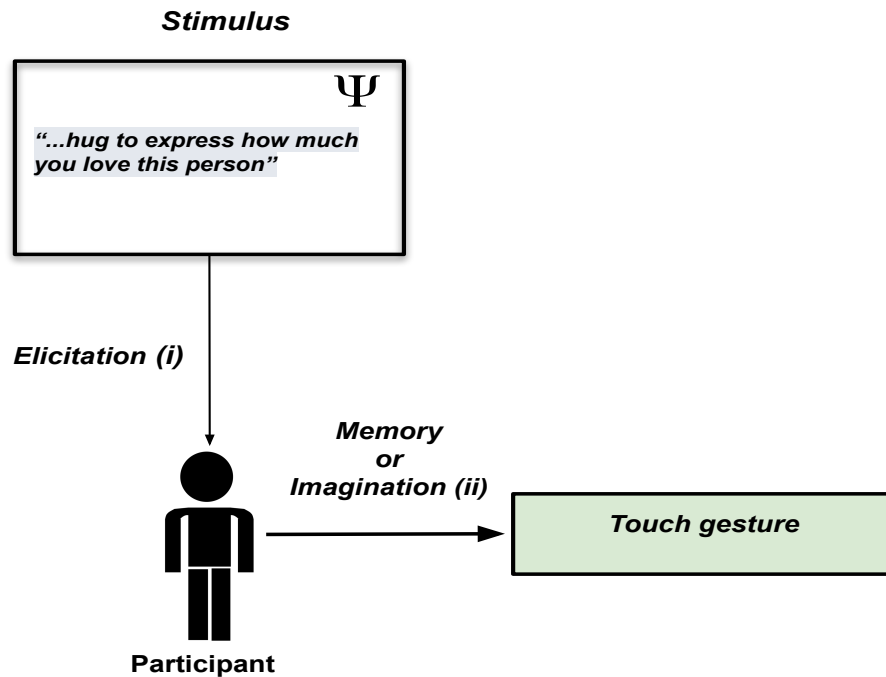 Stimulus
Ψ
“...hug to express how much
you love this person”
Elicitation (i)
Memory
or
Imagination (ii)
Touch gesture
Participant